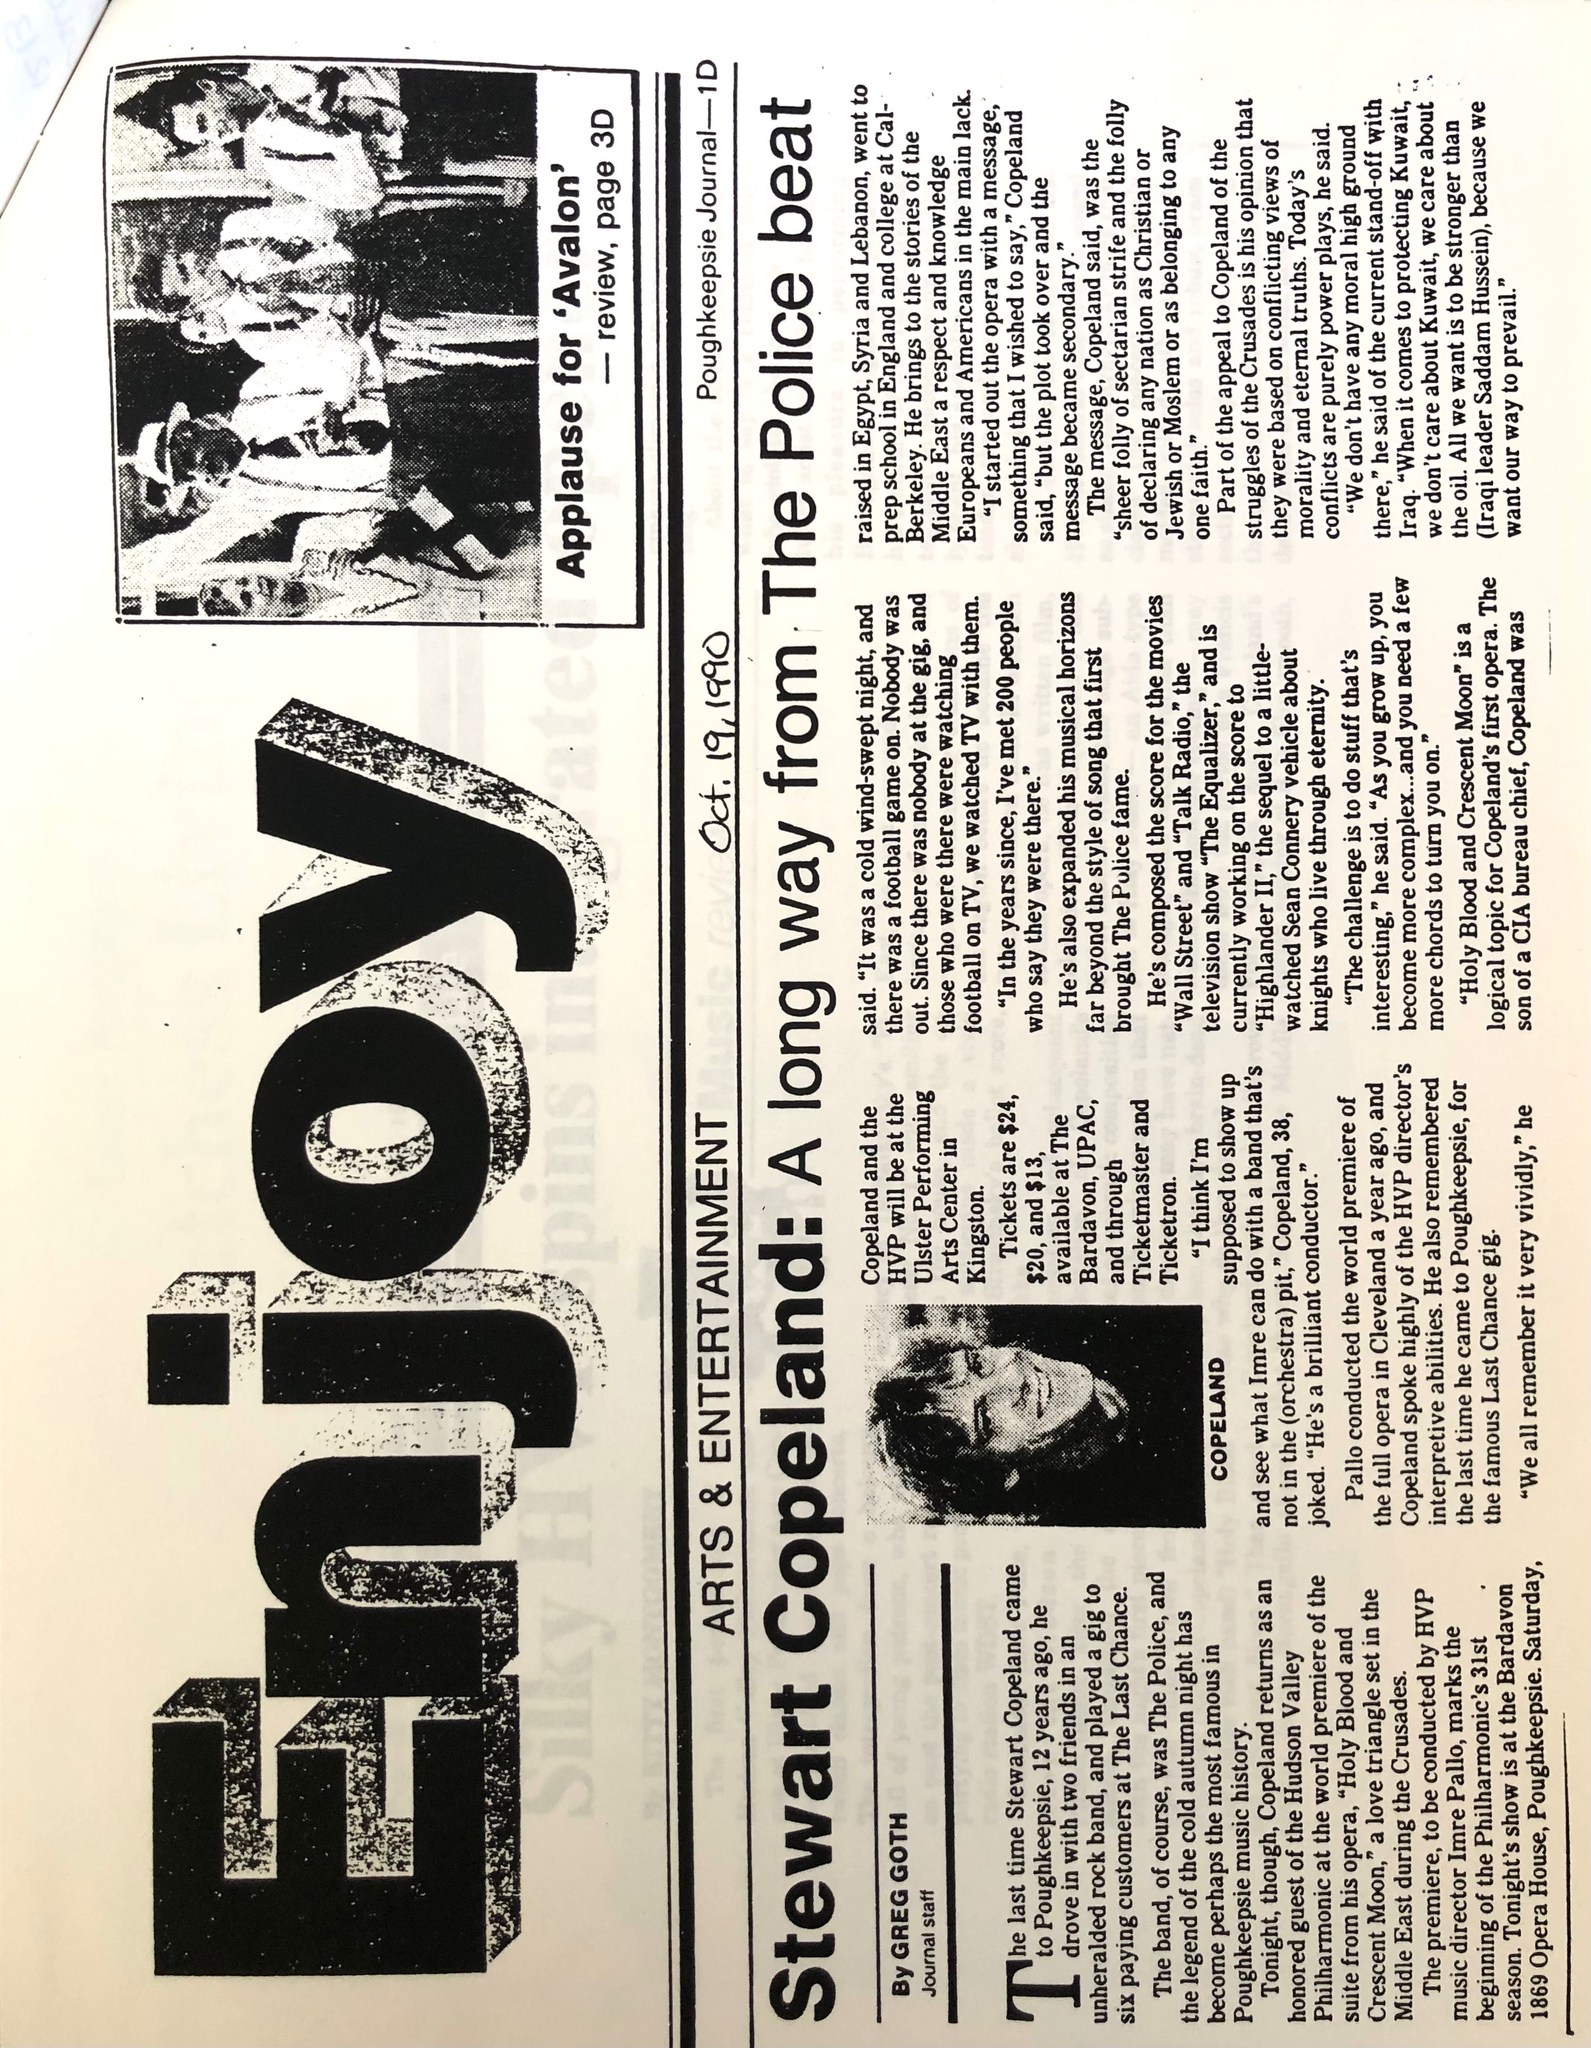 Enjoy
Applause for ‘Avalon’
— review, page 3D
ARTS & ENTERTAINMENT
Oct. 19, 1990
Poughkeepsie Journal—1D
Stewart Copeland: A long way from The Police beat
By GREG GOTH
Journal staff
The last time Stewart Copeland came
to Poughkeepsie, 12 years ago, he
drove in with two friends in an
unheralded rock band, and played a gig to
six paying customers at The Last Chance.
The band, of course, was The Police, and
the legend of the cold autumn night has
become perhaps the most famous in
Poughkeepsie music history.
Tonight, though, Copeland returns as an
honored guest of the Hudson Valley
Philharmonic at the world premiere of the
suite from his opera, “Holy Blood and
Crescent Moon,” a love triangle set in the
Middle East during the Crusades.
The premiere, to be conducted by HVP
music director Imre Pallo, marks the
beginning of the Philharmonic’s 31st
season. Tonight’s show is at the Bardavon
1869 Opera House, Poughkeepsie. Saturday,
COPELAND
Copeland and the
HVP will be at the
Ulster Performing
Arts Center in
Kingston.
Tickets are $24,
$20, and $13,
available at The
Bardavon, UPAC,
and through
Ticketmaster and
Ticketron.
“I think I’m
supposed to show up
and see what Imre can do with a band that’s
not in the (orchestra) pit,” Copeland, 38,
joked. “He’s a brilliant conductor.”
Pallo conducted the world premiere of
the full opera in Cleveland a year ago, and
Copeland spoke highly of the HVP director’s
interpretive abilities. He also remembered
the last time he came to Poughkeepsie, for
the famous Last Chance gig.
“We all remember it very vividly,” he
said. “It was a cold wind-swept night, and
there was a football game on. Nobody was
out. Since there was nobody at the gig, and
those who were there were watching
football on TV, we watched TV with them.
“In the years since, I’ve met 200 people
who say they were there.”
He’s also expanded his musical horizons
far beyond the style of song that first
brought The Police fame.
He’s composed the score for the movies
“Wall Street” and “Talk Radio,” the
television show “The Equalizer,” and is
currently working on the score to
“Highlander II,” the sequel to a little-
watched Sean Connery vehicle about
knights who live through eternity.
“The challenge is to do stuff that’s
interesting,” he said. “As you grow up, you
become more complex...and you need a few
more chords to turn you on.”
“Holy Blood and Crescent Moon” is a
logical topic for Copeland’s first opera. The
son of a CIA bureau chief, Copeland was
raised in Egypt, Syria and Lebanon, went to
prep school in England and college at Cal-
Berkeley. He brings to the stories of the
Middle East a respect and knowledge
Europeans and Americans in the main lack.
“I started out the opera with a message,
something that I wished to say,” Copeland
said, “but the plot took over and the
message became secondary.”
The message, Copeland said, was the
“sheer folly of sectarian strife and the folly
of declaring any nation as Christian or
Jewish or Moslem or as belonging to any
one faith.”
Part of the appeal to Copeland of the
struggles of the Crusades is his opinion that
they were based on conflicting views of
morality and eternal truths. Today’s
conflicts are purely power plays, he said.
“We don’t have any moral high ground
there,” he said of the current stand-off with
Iraq. “When it comes to protecting Kuwait,
we don’t care about Kuwait, we care about
the oil. All we want is to be stronger than
(Iraqi leader Saddam Hussein), because we
want our way to prevail.”